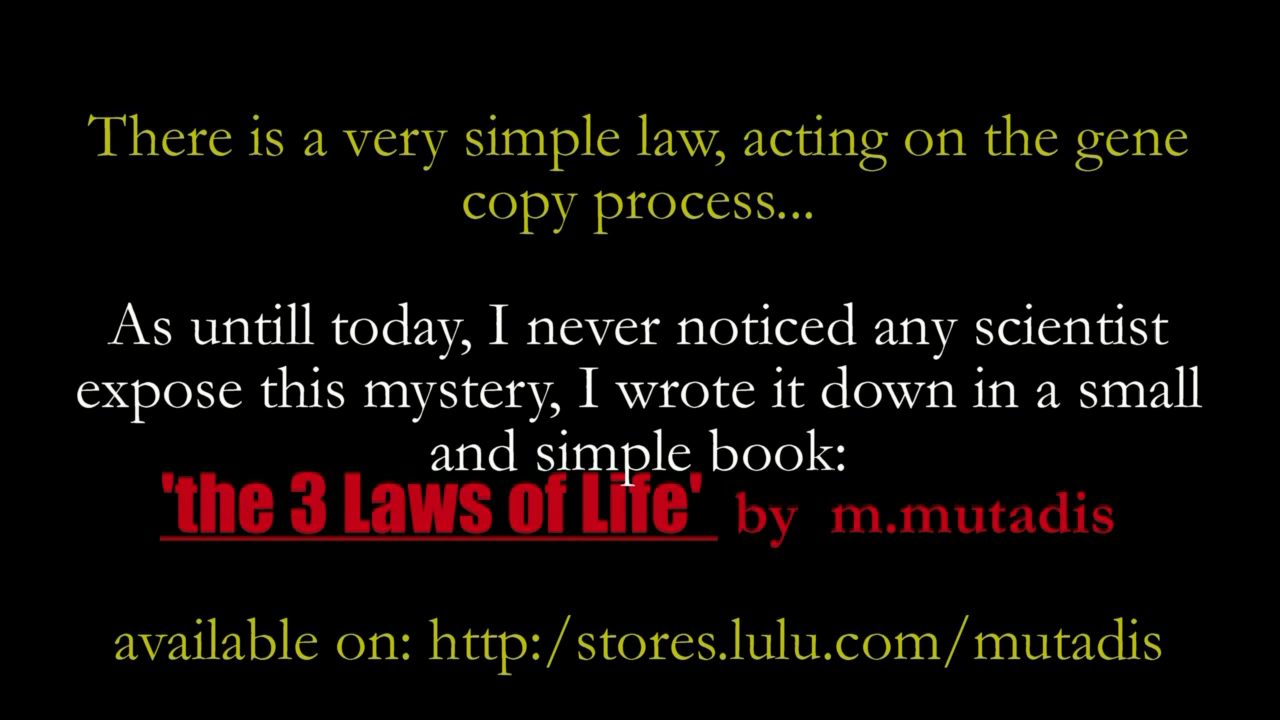 There is a very simple law, acting on the gene
copy process...
As untill today, I never noticed any scientist
expose this mystery, I wrote it down in a small
and simple book:
'the 3 Laws of Life' by m.mutadis
available on: http:/stores.lulu.com/mutadis